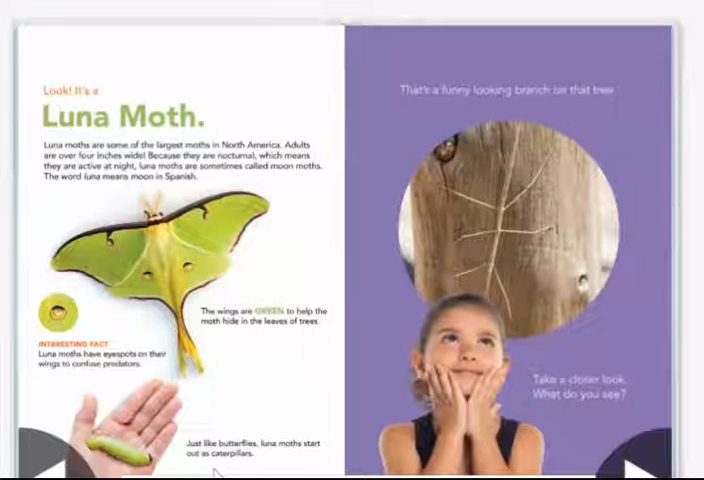 Look! It's a
Luna Moth.
Luna moths are some of the largest moths in North America. Adults
are over four inches wide! Because they are nocturnal, which means
they are active at night, luna moths are sometimes called moon moths.
The word luna means moon in Spanish.
The wings are GREEN to help the
moth hide in the leaves of trees.
INTERESTING FACT
Luna moths have eyespots on their
wings to confuse predators.
Just like butterflies, luna moths start
out as caterpillars.
That's a funny looking branch on that tree
Take a closer look.
What do you see?